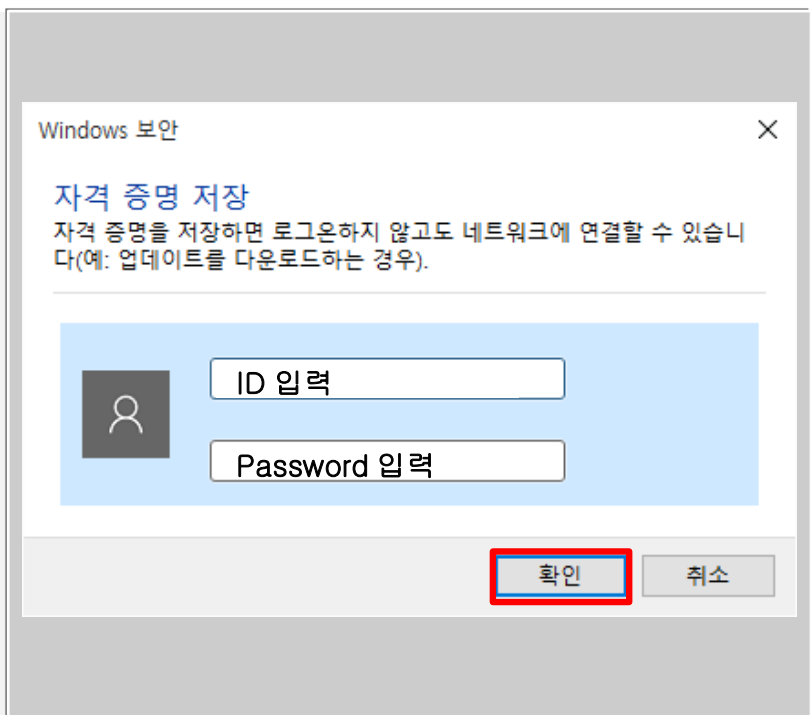 Windows 보안
자격 증명 저장
자격 증명을 저장하면 로그온하지 않고도 네트워크에 연결할 수 있습니
다(예: 업데이트를 다운로드하는 경우).
ID 입력
Password 입력
확인
취소